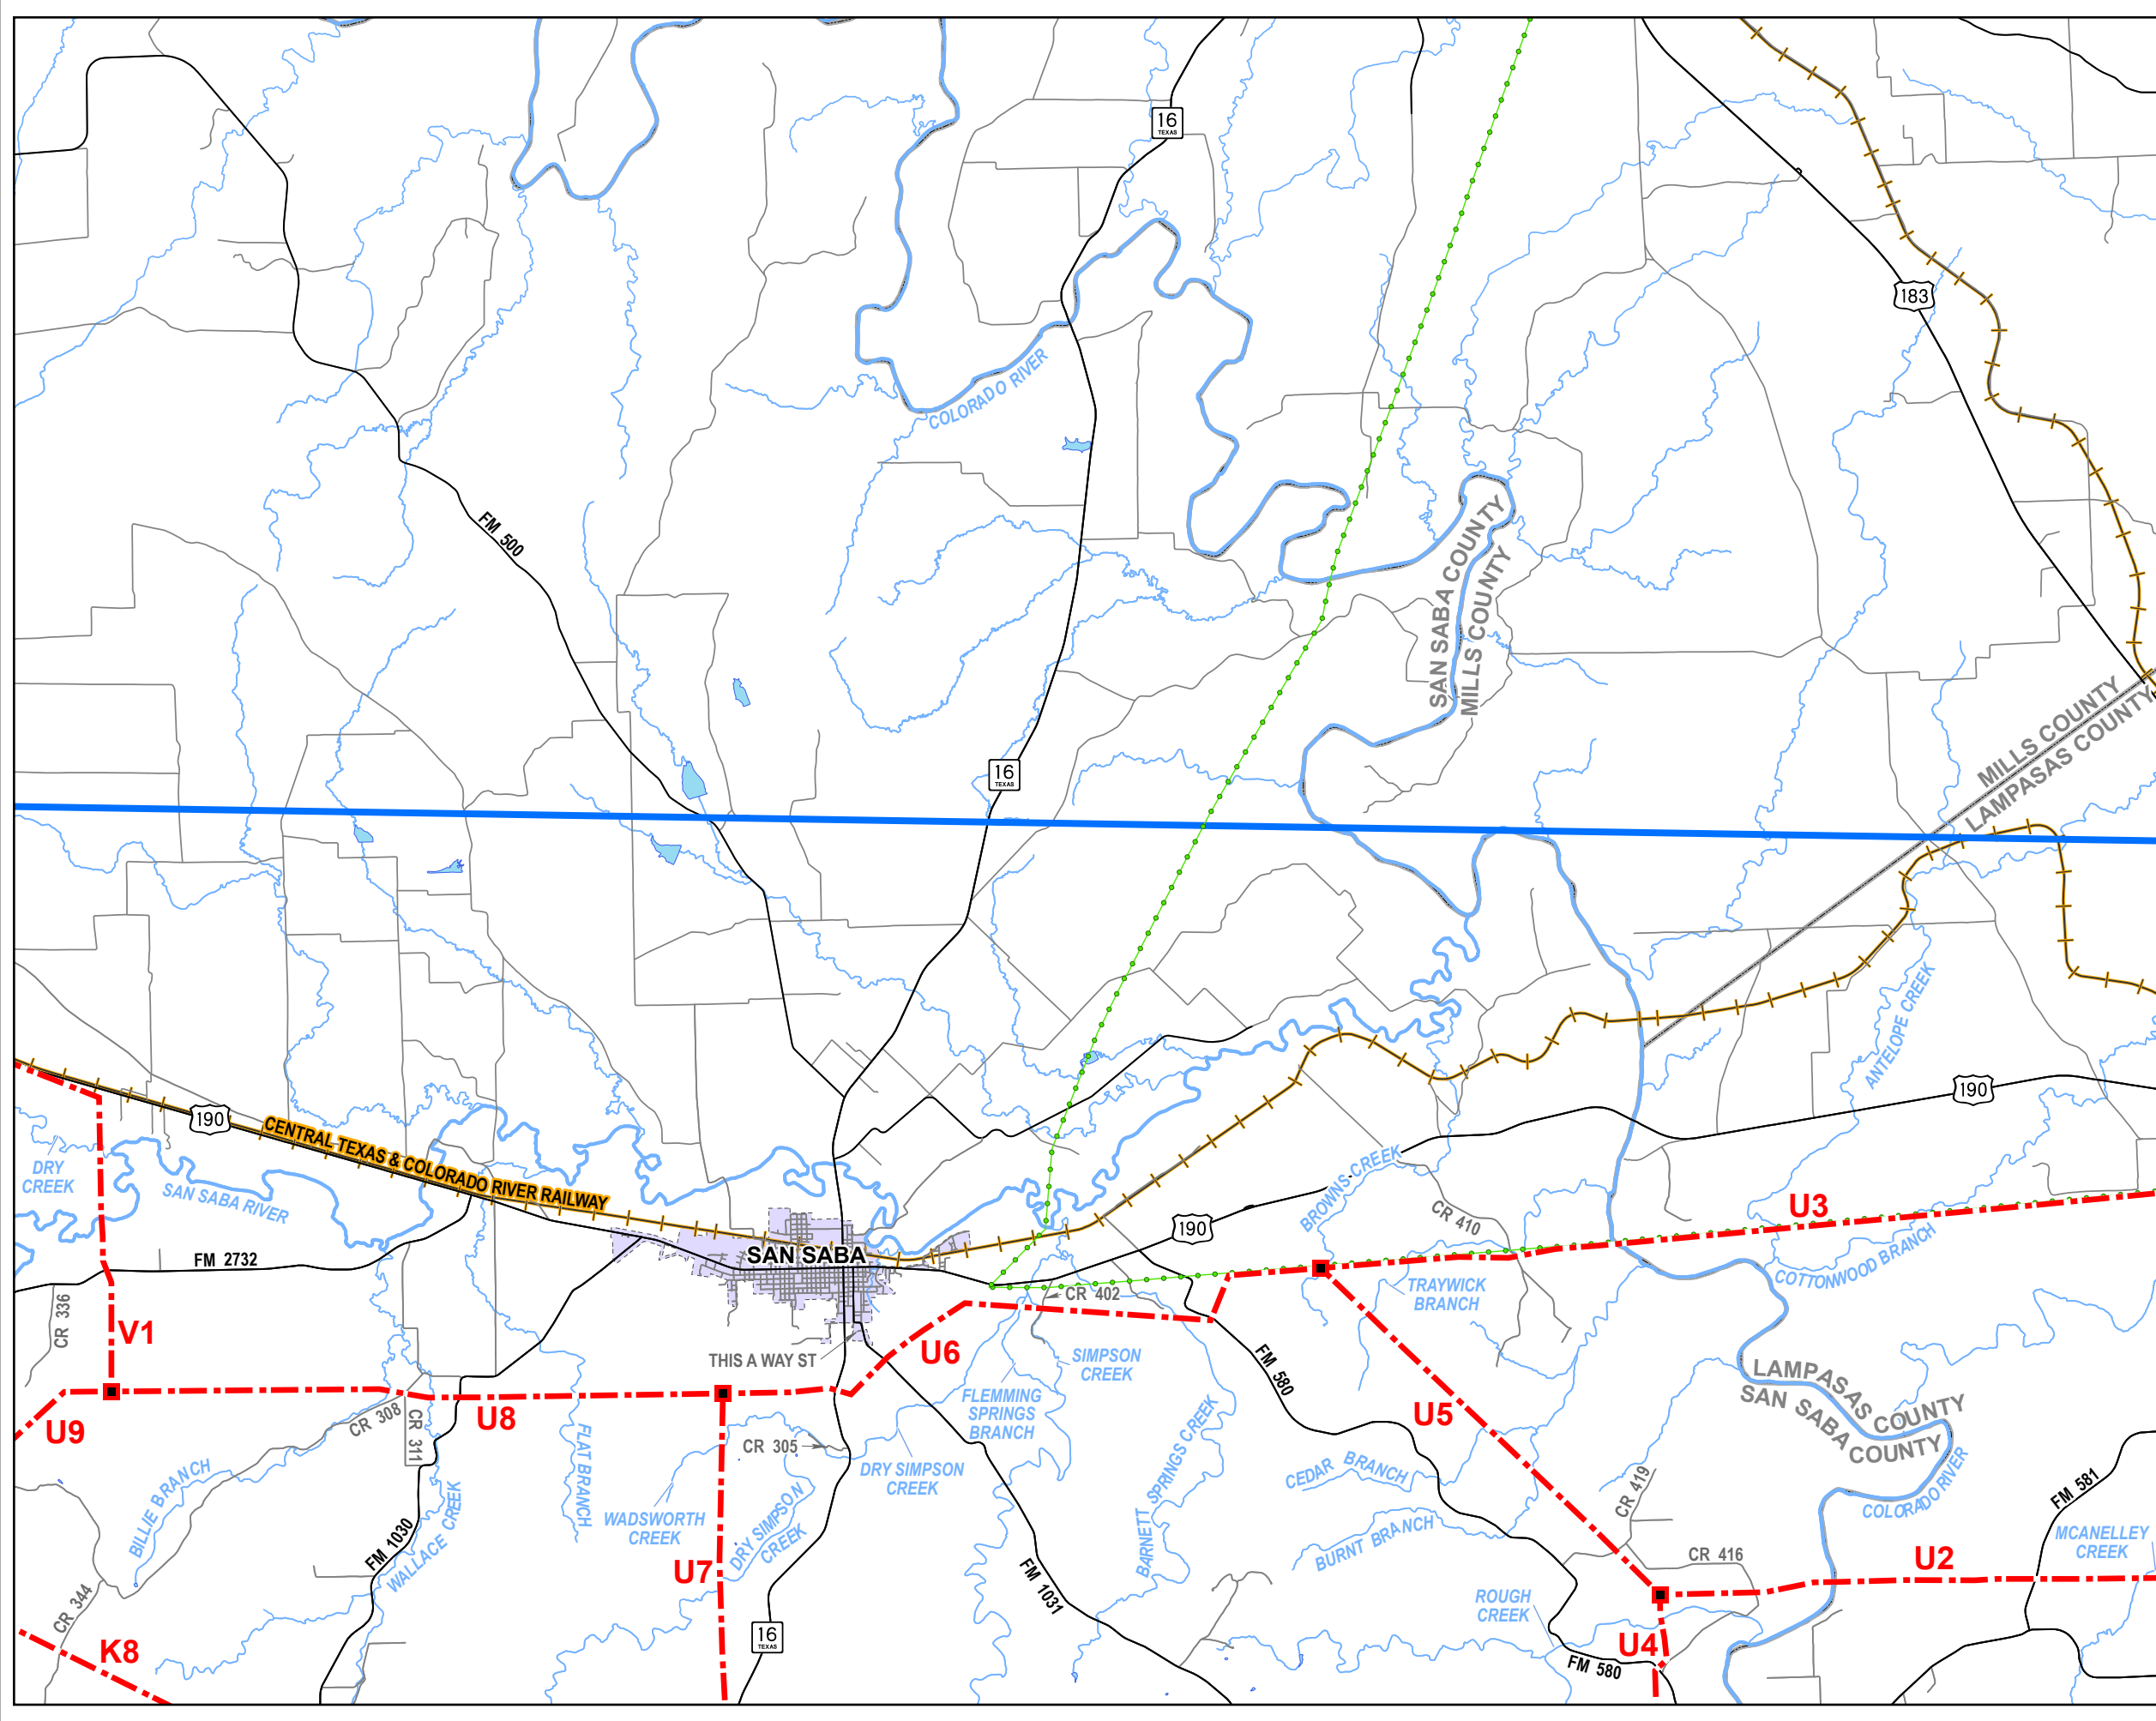 16
TEXAS
183
COLORADO RIVER
FM 500
SAN SABA COUNTY
MILLS COUNTY
MILLS COUNTY
LAMPASAS COUNTY
16
TEXAS
ANTELOPE CREEK
190
190
CENTRAL TEXAS & COLORADO RIVER RAILWAY
DRY
CREEK
SAN SABA RIVER
BROWNS CREEK
CR 410
U3
190
SAN SABA
FM 2732
COTTONWOOD BRANCH
TRAYWICK
BRANCH
CR 402
CR 336
V1
U6
THIS A WAY ST
SIMPSON
CREEK
FM 580
LAMPASAS COUNTY
SAN SABA COUNTY
FLEMMING
SPRINGS
BRANCH
U9
CR 308
CR 311
U8
U5
FLAT BRANCH
CR 305
DRY SIMPSON
CREEK
BARNETT SPRINGS CREEK
CEDAR BRANCH
CR 419
COLORADO RIVER
FM 581
BILLIE BRANCH
WADSWORTH
CREEK
DRY SIMPSON
CREEK
BURNT BRANCH
MCANELLEY
CREEK
FM 1030
WALLACE CREEK
U7
FM 1031
CR 416
U2
CR 344
ROUGH
CREEK
K8
16
TEXAS
U4
FM 580